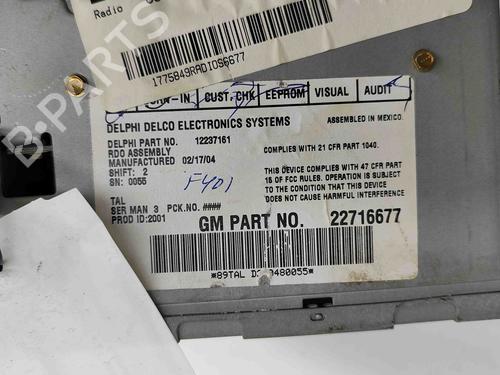 Radio
1775849RADIOS6677
CUST. CHK EEPROM VISUAL AUDIT
DELPHI DELCO ELECTRONICS SYSTEMS
ASSEMBLED IN MEXICO.
DELPHI PART NO. 12237161
RDO ASSEMBLY
MANUFACTURED 02/17/04
SHIFT: 2
SN: 0055
F401
COMPLIES WITH 21 CFR PART 1040.
THIS DEVICE COMPLIES WITH 47 CFR PART
15 OF FCC RULES. OPERATION IS SUBJECT
TO THE CONDITION THAT THIS DEVICE
DOES NOT CAUSE HARMFUL INTERFERENCE
TAL
SER MAN 3 PCK.NO. ####
PROD ID:2001
GM PART NO. 22716677
B-Parts